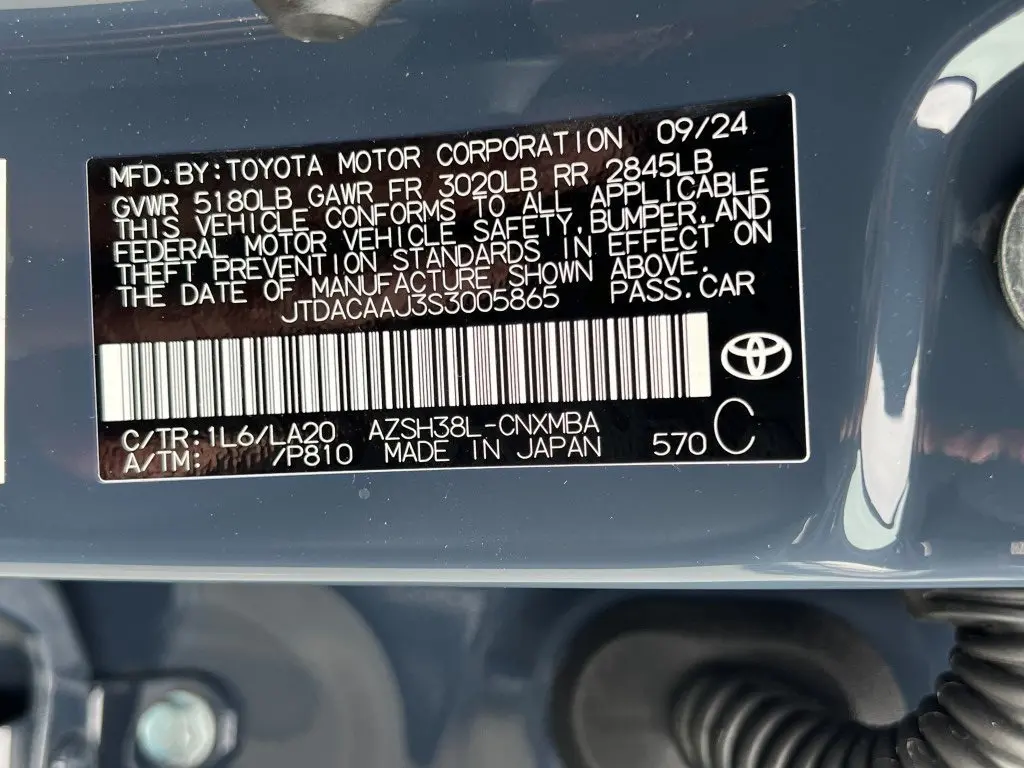 MFD.BY:TOYOTA MOTOR CORPORATION 09/24
GVWR 5180LB GAWR FR 3020LB RR 2845LB
THIS VEHICLE CONFORMS TO ALL APPLICABLE
FEDERAL MOTOR VEHICLE SAFETY,BUMPER,AND
THEFT PREVENTION STANDARDS IN EFFECT ON
THE DATE OF MANUFACTURE SHOWN ABOVE.
JTDACAAJ3S3005865 PASS.CAR
C/TR:1L6/LA20 AZSH38L-CNXMBA
A/TM: /P810 MADE IN JAPAN 570 C